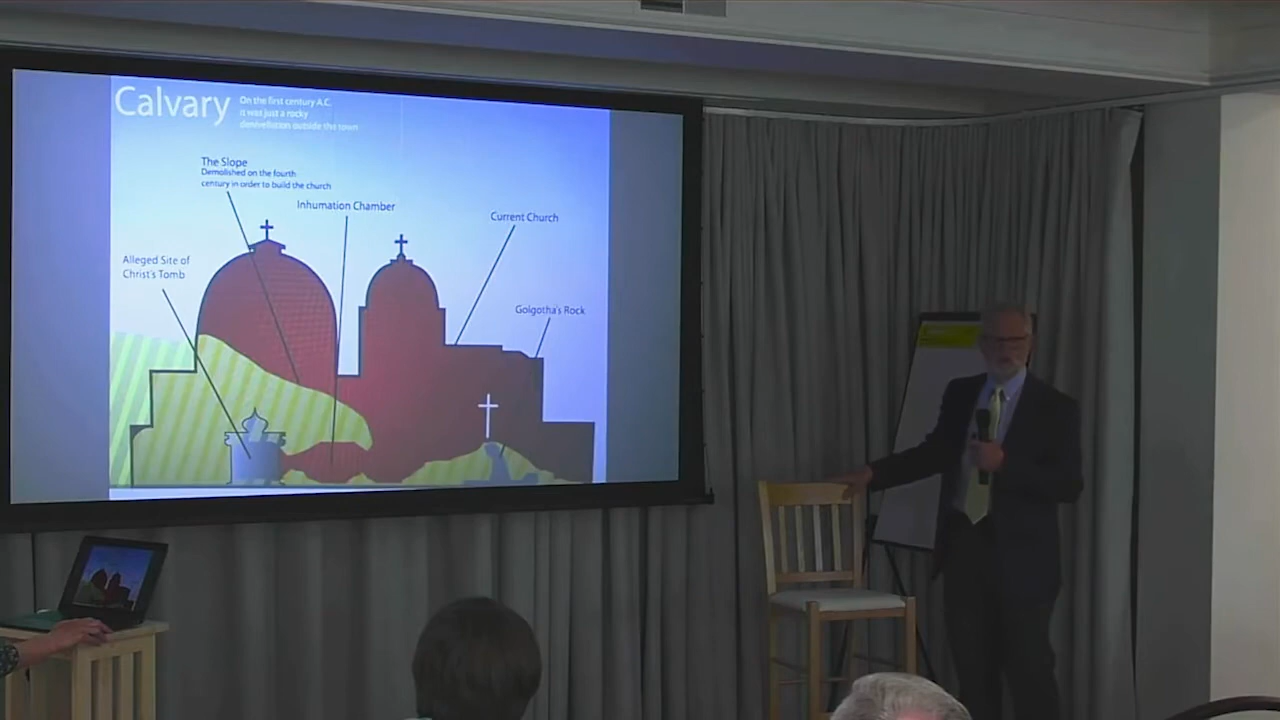 Calvary
On the first century A.C.
it was just a rocky
denivellation outside the town
The Slope
Demolished on the fourth
century in order to build the church
Inhumation Chamber
Current Church
Alleged Site of
Christ's Tomb
Golgotha's Rock